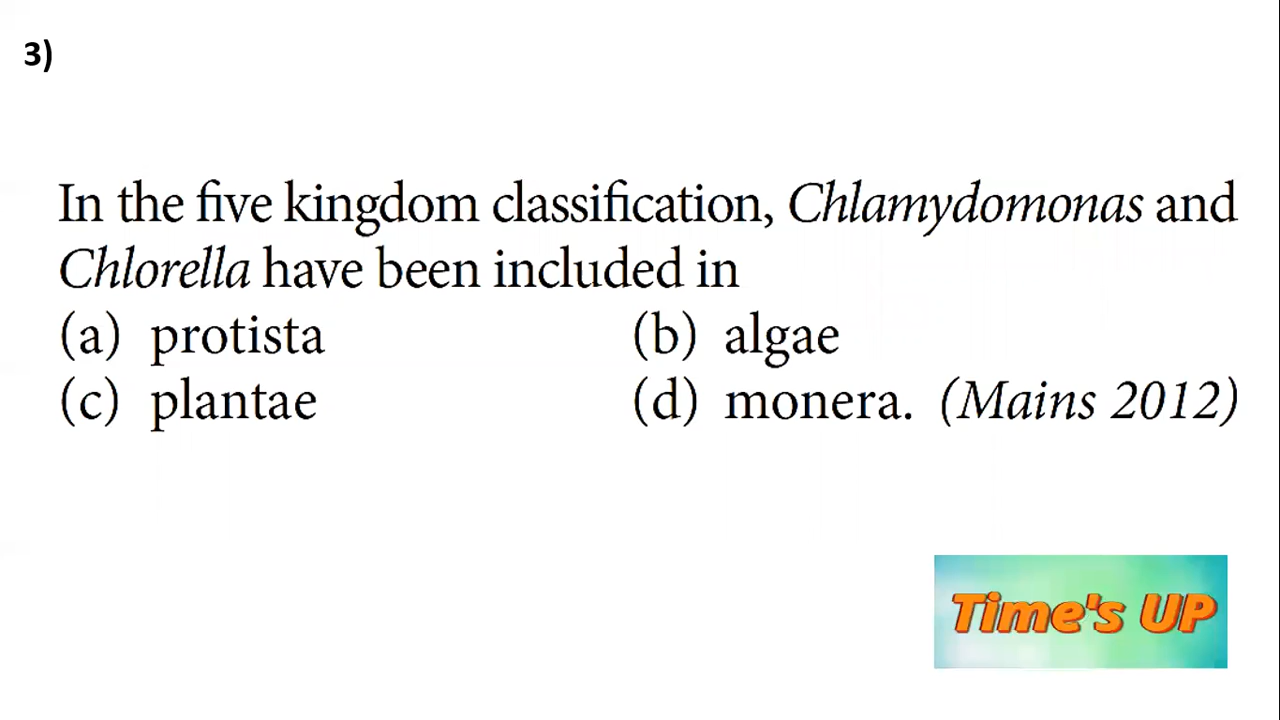 3)
In the five kingdom classification, Chlamydomonas and
Chlorella have been included in
(a) protista (b) algae
(c) plantae (d) monera. (Mains 2012)
Time's UP